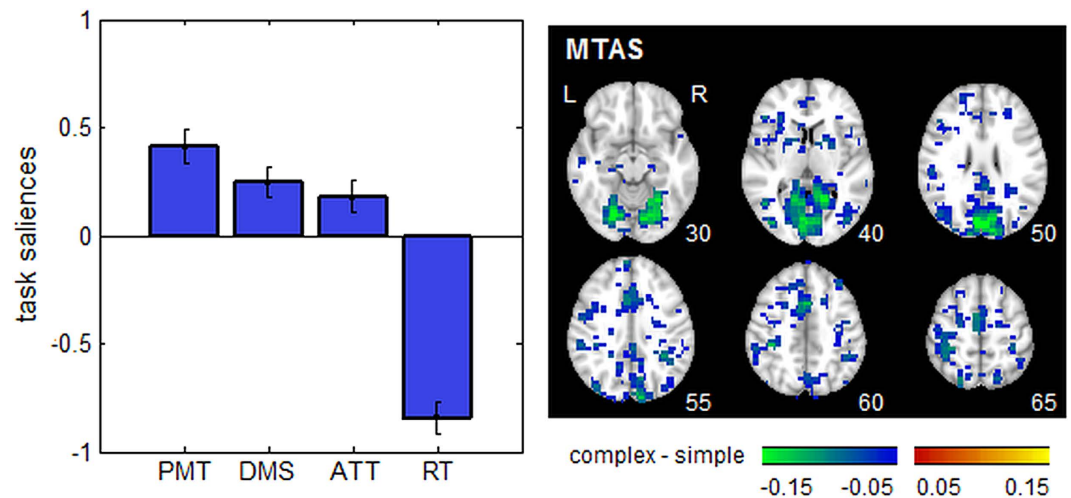 task saliences
1
0.5
0
-0.5
-1
PMT DMS ATT RT
MTAS
L R
30 40 50
55 60 65
complex - simple
-0.15 -0.05 0.05 0.15